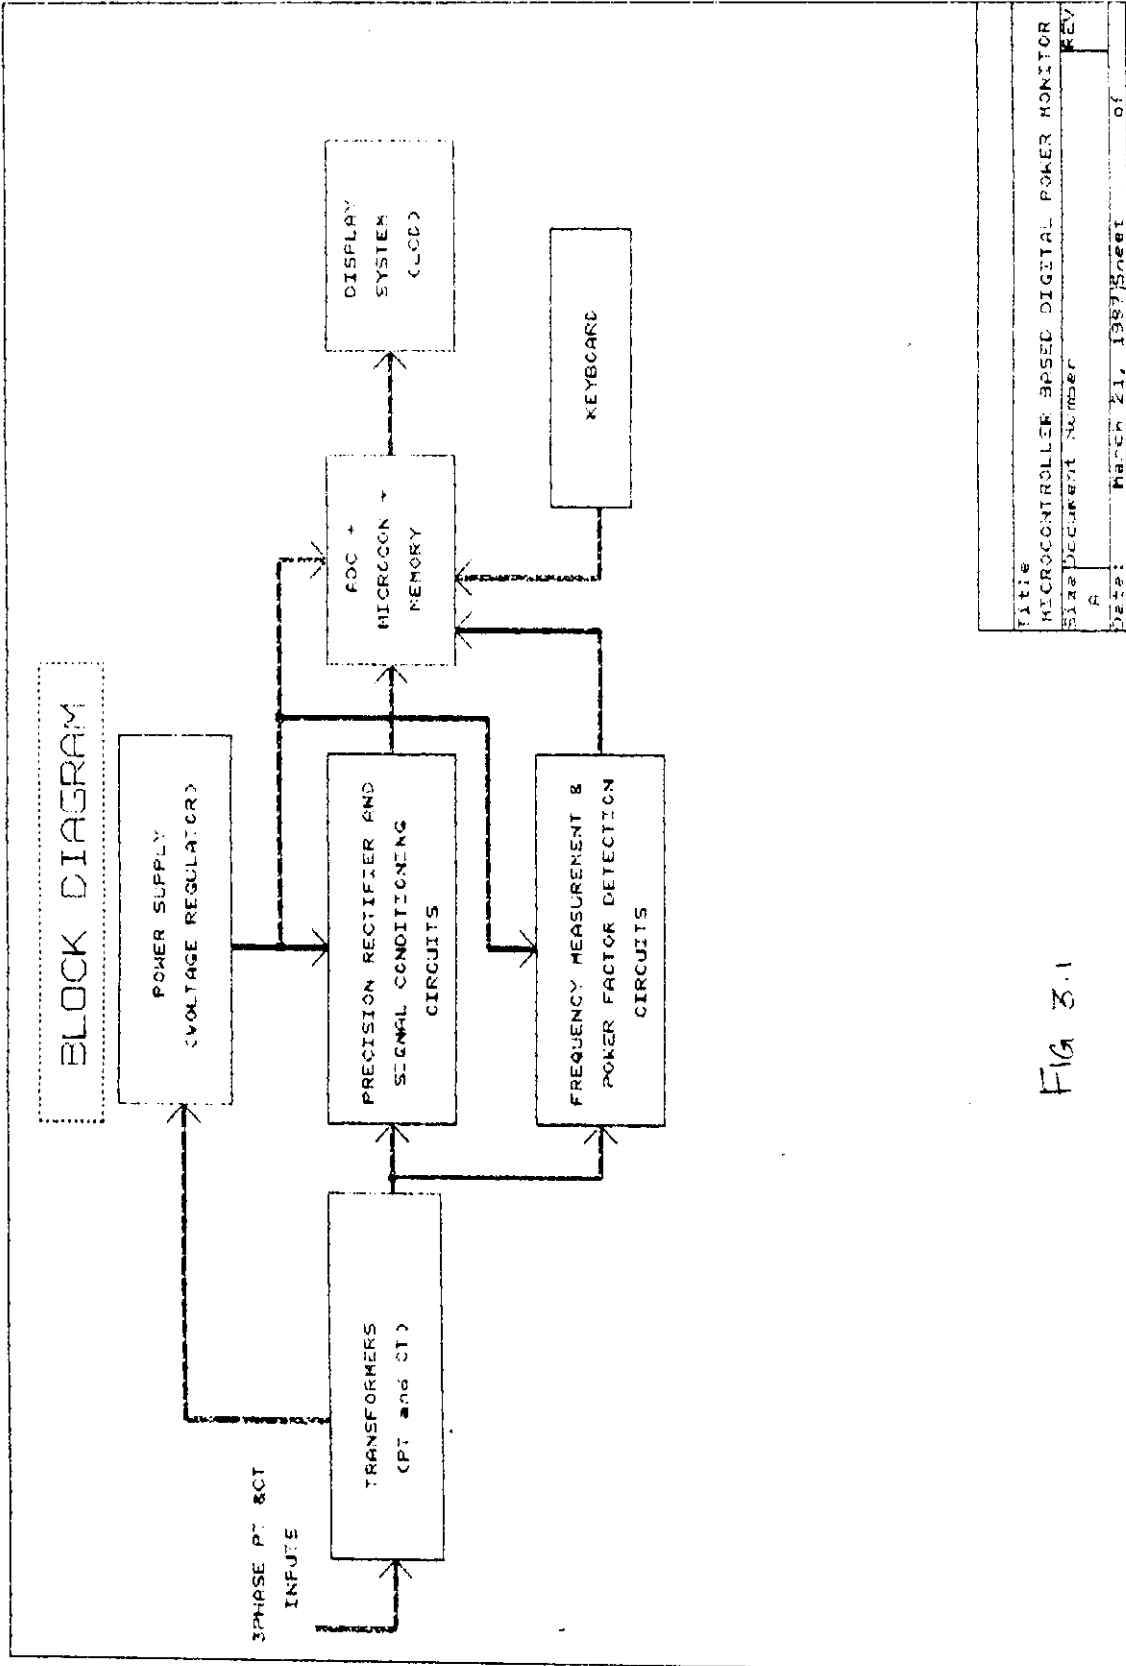 BLOCK DIAGRAM
POWER SUPPLY
(VOLTAGE REGULATOR)
3PHASE PT &CT
INPUTS
TRANSFORMERS
(PT and CT)
PRECISION RECTIFIER AND
SIGNAL CONDITIONING
CIRCUITS
ADC +
MICROCON +
MEMORY
DISPLAY
SYSTEM
(LCD)
FREQUENCY MEASUREMENT &
POWER FACTOR DETECTION
CIRCUITS
KEYBOARD
FIG 3.1
Title
MICROCONTROLLER BASED DIGITAL POWER MONITOR
Size Document Number REV
A
Date: March 21, 1997 Sheet of